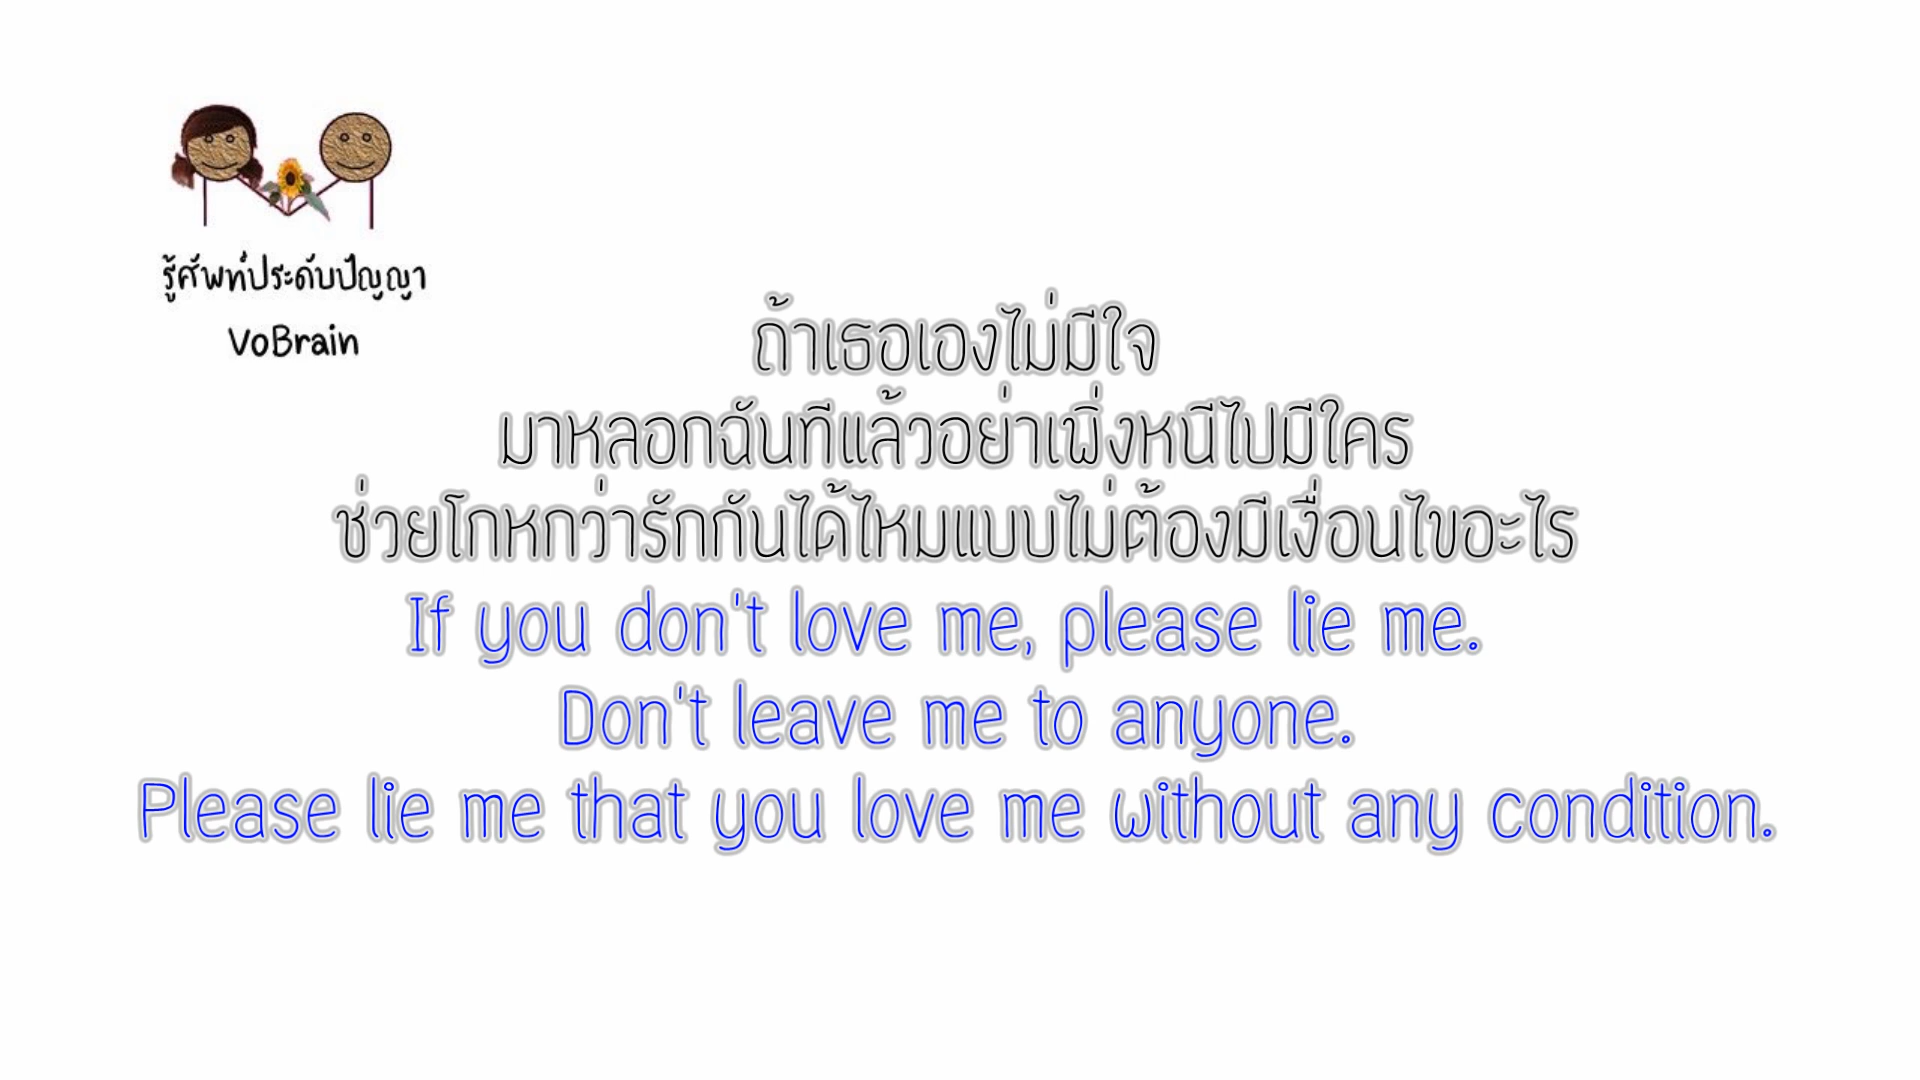 รู้ศัพท์ประดับปัญญา
VoBrain
ถ้าเธอเองไม่มีใจ
มาหลอกฉันทีแล้วอย่าเพิ่งหนีไปมีใคร
ช่วยโกหกว่ารักกันได้ไหมแบบไม่ต้องมีเงื่อนไขอะไร
If you don't love me, please lie me.
Don't leave me to anyone.
Please lie me that you love me without any condition.